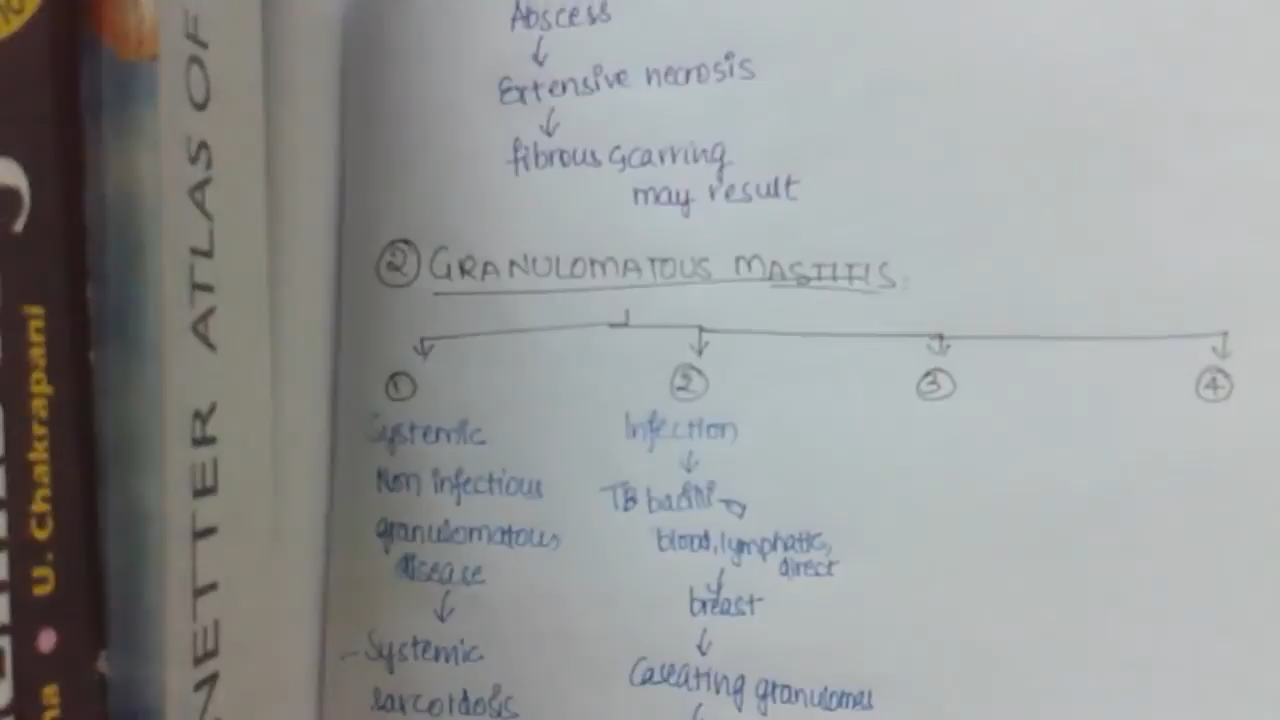 Abscess
↓
Extensive necrosis
↓
fibrous scarring
may result
② GRANULOMATOUS MASTITIS.
① ② ③ ④
Systemic
Non infectious
granulomatous
disease
↓
- Systemic
sarcordosis
Infection
↓
TB bacilli
blood, lymphatic,
direct
↓
breast
↓
Caseating granulomas
↓
NETTER ATLAS OF
U. Chakrapani